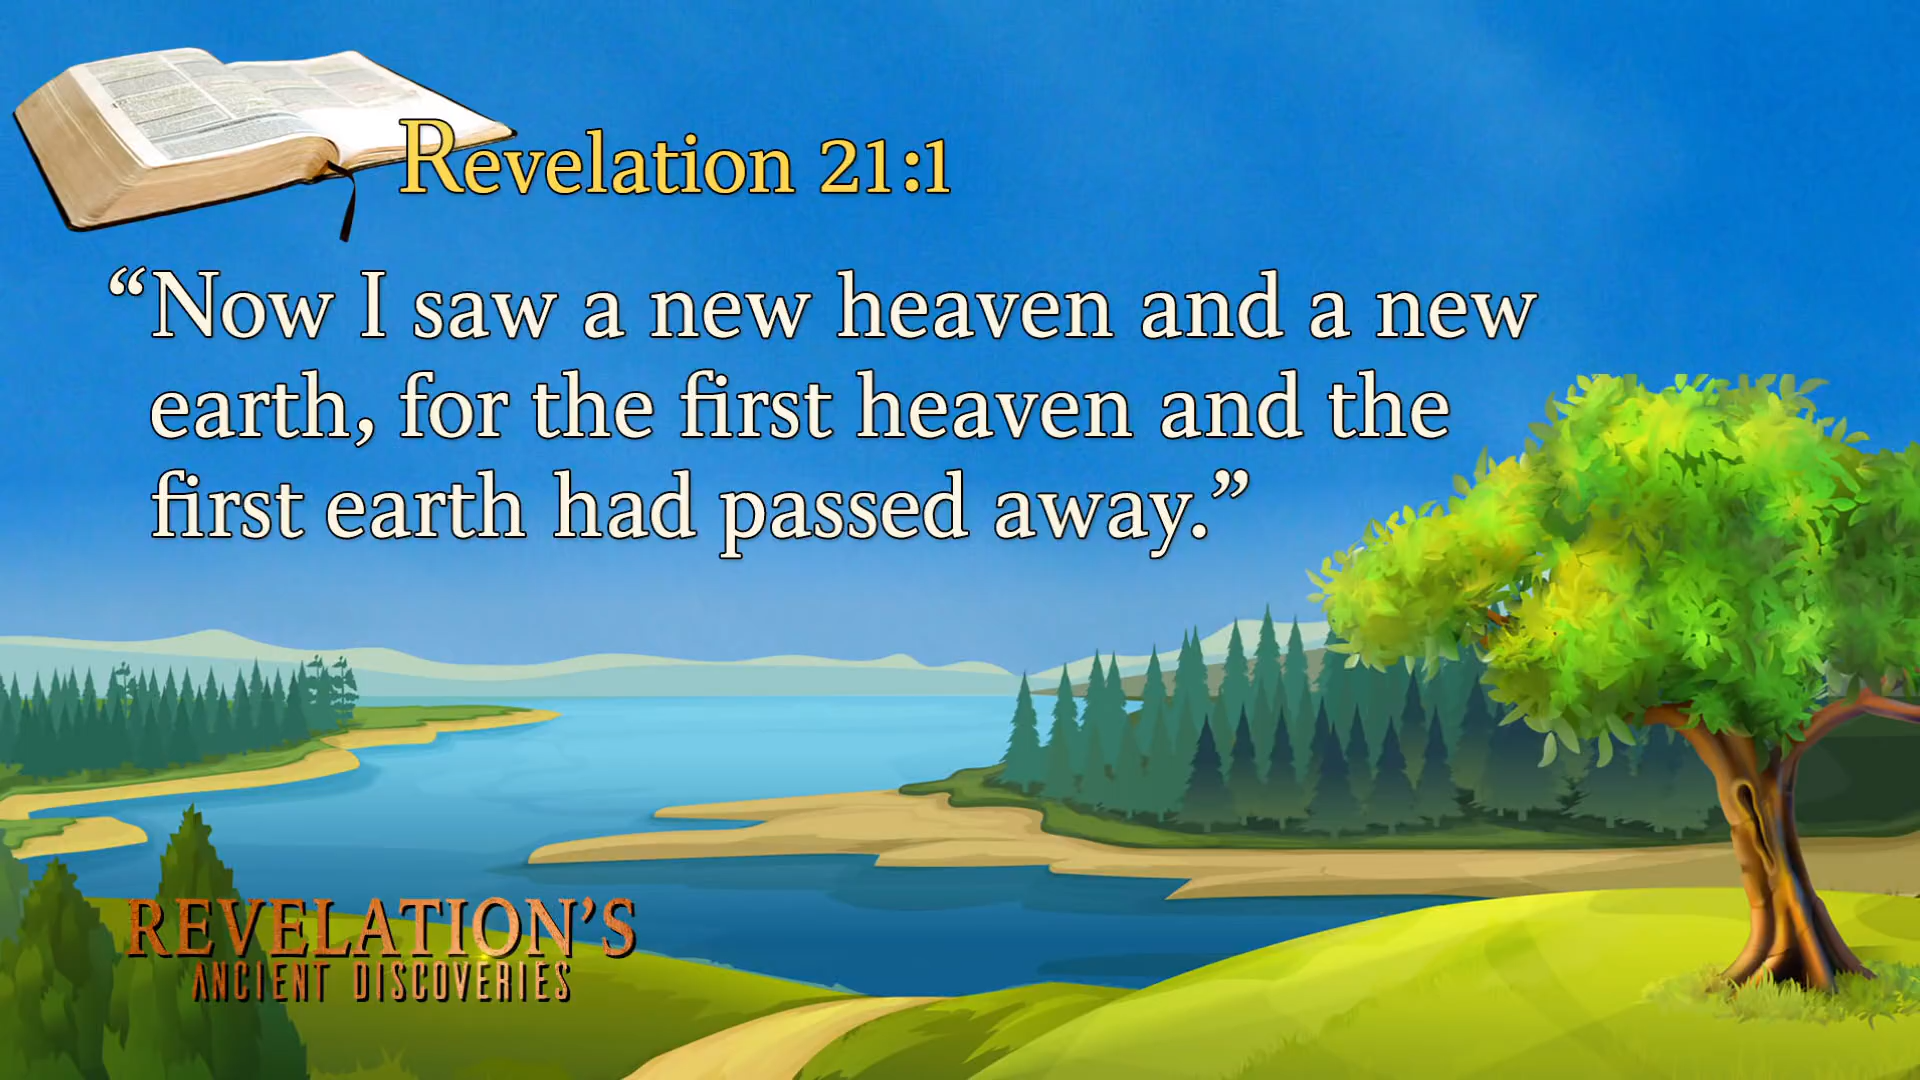 Revelation 21:1
“Now I saw a new heaven and a new
earth, for the first heaven and the
first earth had passed away.”
REVELATION’S
ANCIENT DISCOVERIES